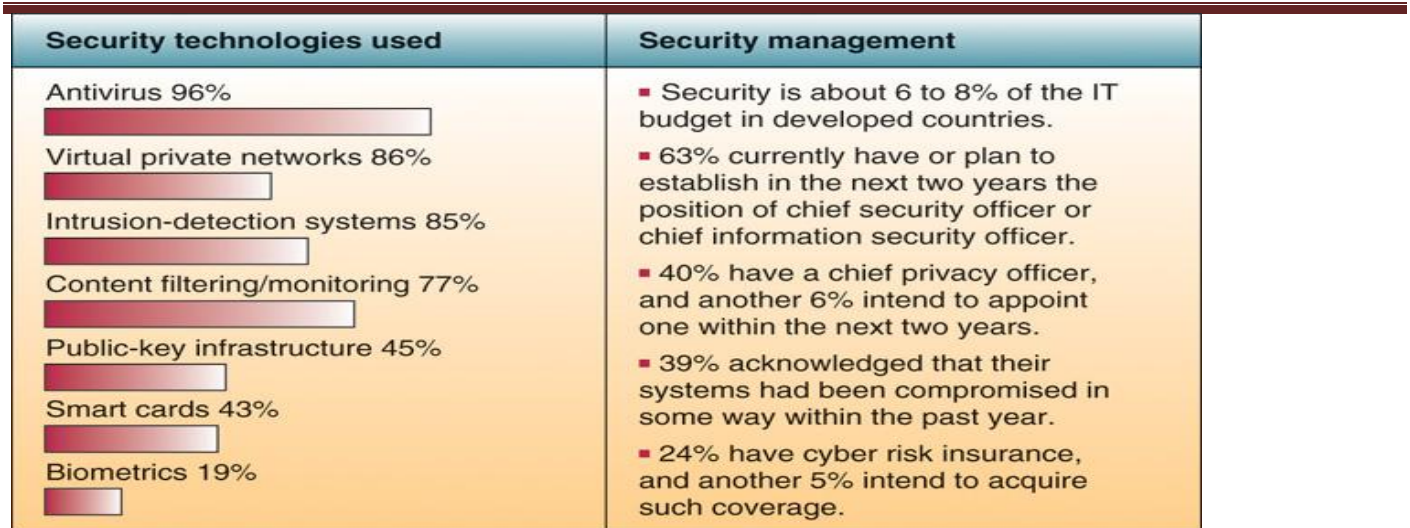 Security technologies used
Antivirus 96%
Virtual private networks 86%
Intrusion-detection systems 85%
Content filtering/monitoring 77%
Public-key infrastructure 45%
Smart cards 43%
Biometrics 19%
Security management
▪ Security is about 6 to 8% of the IT
budget in developed countries.
▪ 63% currently have or plan to
establish in the next two years the
position of chief security officer or
chief information security officer.
▪ 40% have a chief privacy officer,
and another 6% intend to appoint
one within the next two years.
▪ 39% acknowledged that their
systems had been compromised in
some way within the past year.
▪ 24% have cyber risk insurance,
and another 5% intend to acquire
such coverage.